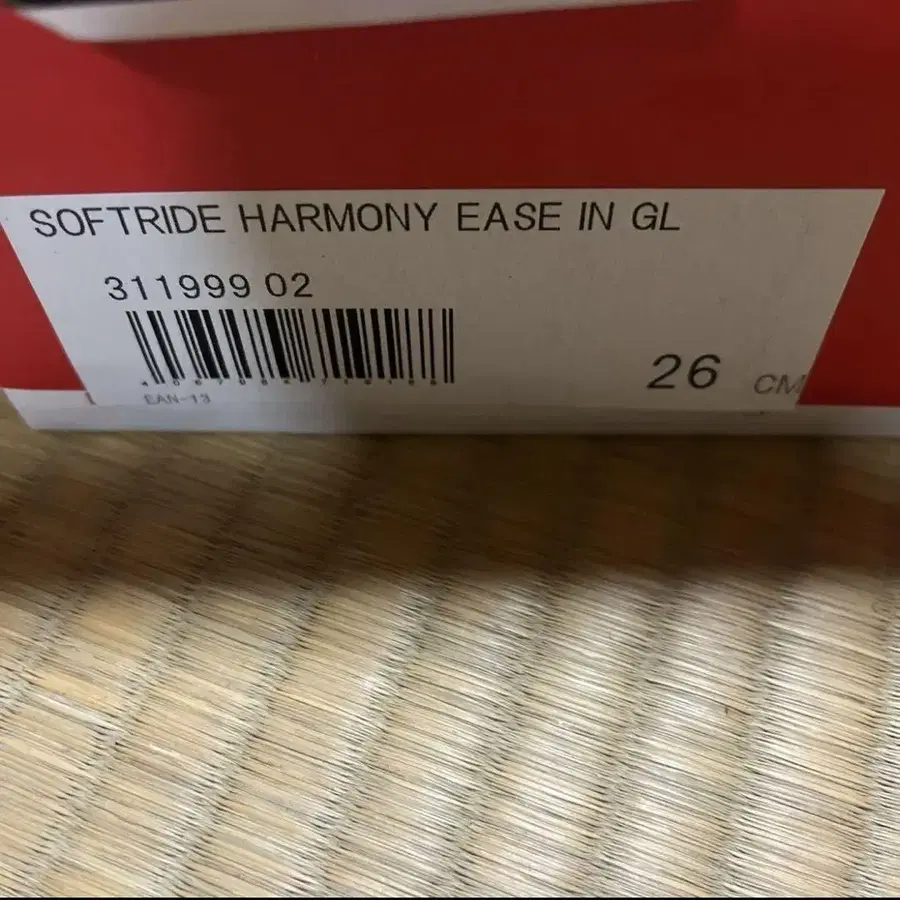 SOFTRIDE HARMONY EASE IN GL
311999 02
EAN-13
26 CM